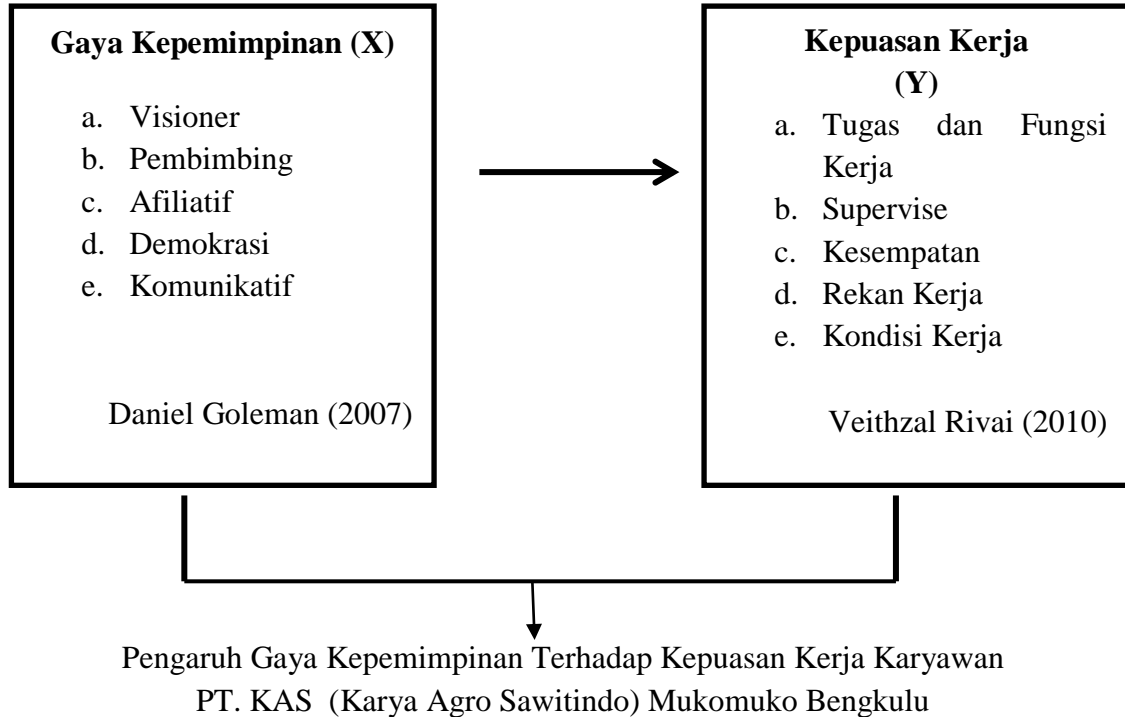 Gaya Kepemimpinan (X)
a. Visioner
b. Pembimbing
c. Afiliatif
d. Demokrasi
e. Komunikatif
Daniel Goleman (2007)
Kepuasan Kerja
(Y)
a. Tugas dan Fungsi
Kerja
b. Supervise
c. Kesempatan
d. Rekan Kerja
e. Kondisi Kerja
Veithzal Rivai (2010)
Pengaruh Gaya Kepemimpinan Terhadap Kepuasan Kerja Karyawan
PT. KAS (Karya Agro Sawitindo) Mukomuko Bengkulu